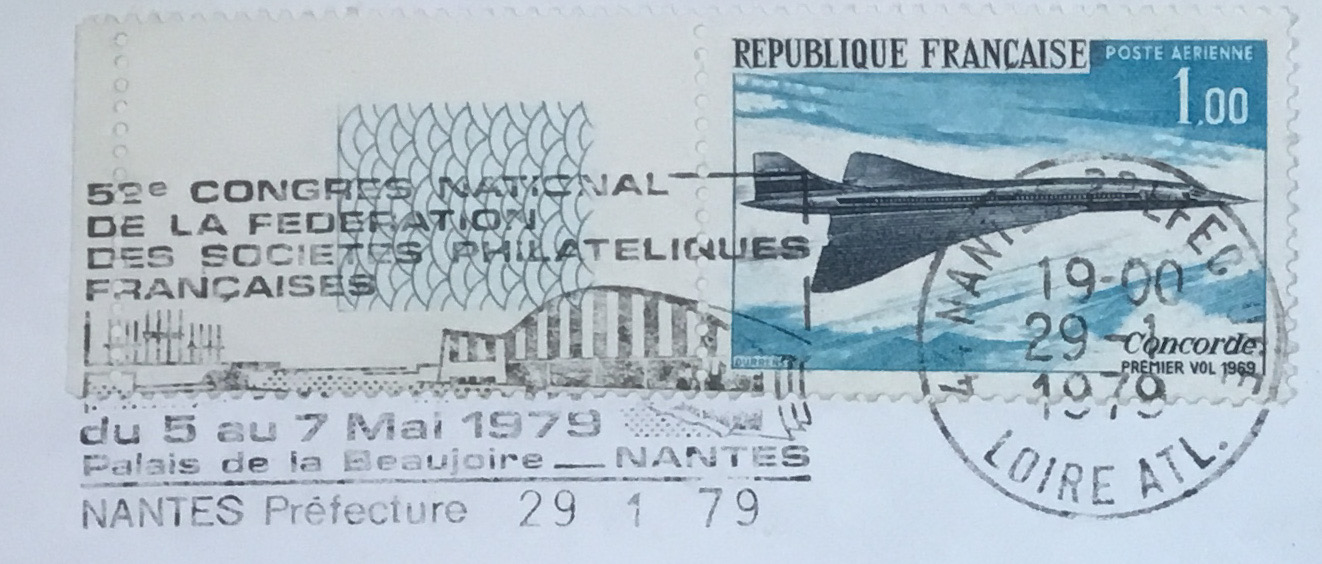 REPUBLIQUE FRANÇAISE
POSTE AERIENNE
1,00
52e CONGRES NATIONAL
DE LA FEDERATION
DES SOCIETES PHILATELIQUES
FRANÇAISES
Concorde
PREMIER VOL 1969
DURRENS
du 5 au 7 Mai 1979
Palais de la Beaujoire — NANTES
NANTES Préfecture 29 1 79
19-00
29 - 1
1979
LOIRE ATL.